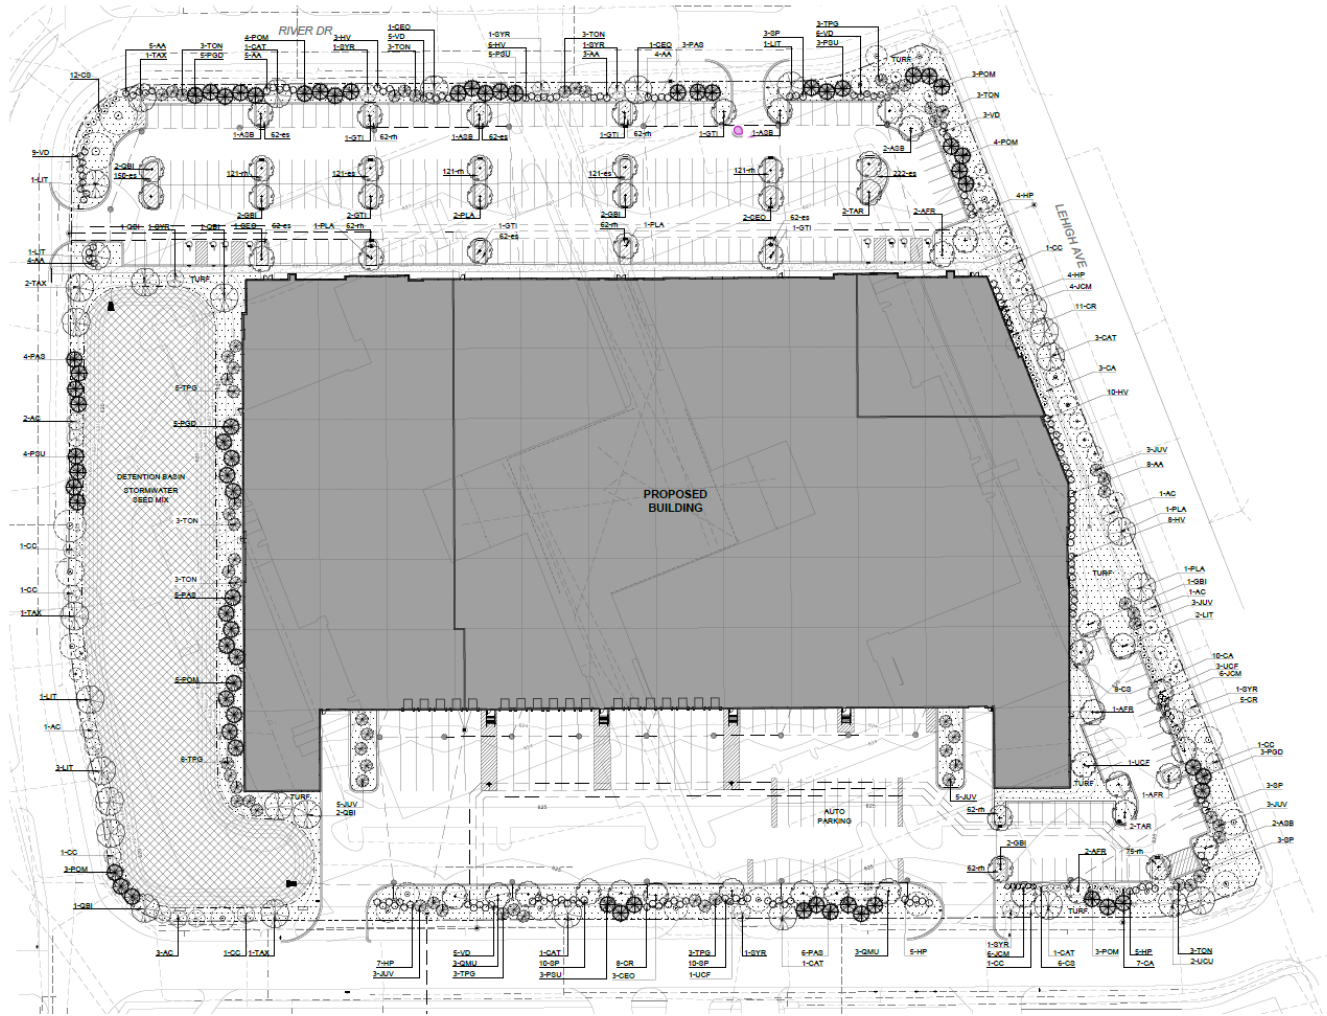 RIVER DR
5-AA
1-TAX
3-TON
5-PGD
4-POM
1-CAT
5-AA
3-HV
1-SYR
1-CEO
5-VD
3-TON
1-SYR
6-HV
5-PSU
3-TON
1-SYR
3-AA
1-CEO
4-AA
3-PAS
3-SP
1-LIT
3-TPG
6-VD
3-PSU
TURF
3-POM
3-TON
3-VD
4-POM
12-CS
9-VD
1-LIT
1-ASB
62-es
1-GTI
62-rh
1-ASB
62-es
1-GTI
62-rh
1-GTI
1-ASB
2-ASB
2-QBI
150-es
121-rh
121-es
121-rh
121-es
121-rh
222-es
2-GBI
2-GTI
2-PLA
2-GBI
2-CEO
62-es
2-TAR
2-AFR
4-HP
LEHIGH AVE
1-QBI
1-SYR
1-QBI
1-CEO
62-es
1-PLA
62-rh
1-GTI
62-es
62-rh
1-PLA
1-GTI
1-CC
1-LIT
4-AA
2-TAX
TURF
4-HP
4-JCM
11-CR
3-CAT
3-CA
10-HV
4-PAS
6-TPG
2-AC
5-PGD
4-PSU
DETENTION BASIN
STORMWATER
SEED MIX
3-TON
PROPOSED
BUILDING
3-JUV
8-AA
1-AC
1-PLA
8-HV
1-CC
3-TON
1-CC
5-PAS
1-TAX
TURF
1-PLA
1-GBI
1-AC
3-JUV
2-LIT
5-POM
1-LIT
1-AC
3-LIT
6-TPG
10-CA
3-UCF
6-JCM
8-CS
1-SYR
5-CR
1-AFR
1-CC
3-PGD
1-UCF
TURF
1-AFR
3-SP
3-JUV
2-ASB
3-SP
TURF
5-JUV
2-QBI
AUTO
PARKING
5-JUV
62-rh
2-TAR
2-GBI
2-AFR
75-rh
62-rh
1-CC
3-POM
1-QBI
TURF
3-AC
1-CC
1-TAX
7-HP
3-JUV
5-VD
3-QMU
3-TPG
1-CAT
10-SP
3-PSU
8-CR
3-CEO
3-TPG
10-SP
1-UCF
1-SYR
6-PAS
1-CAT
3-QMU
5-HP
1-SYR
6-JCM
1-CC
1-CAT
6-CS
3-POM
5-HP
7-CA
3-TON
2-UCU